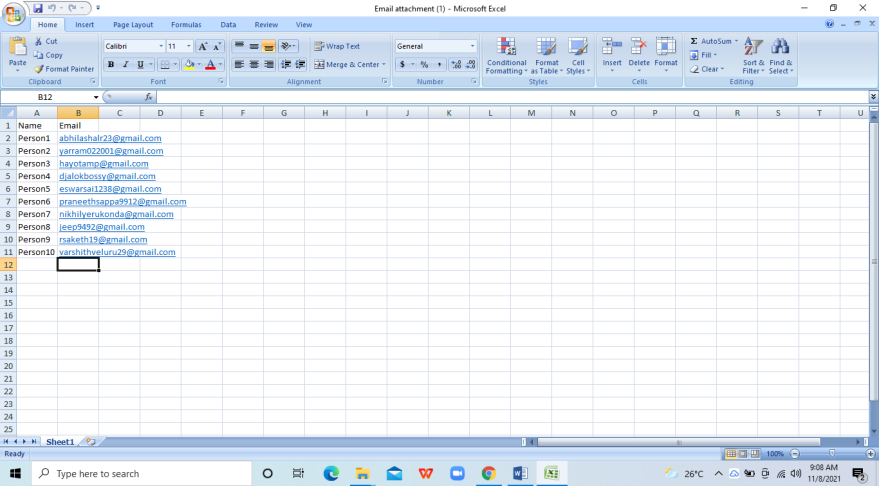 Email attachment (1) - Microsoft Excel
Home Insert Page Layout Formulas Data Review View
Cut
Copy
Format Painter
Paste
Clipboard
Calibri 11
B I U
Font
Wrap Text
Merge & Center
Alignment
General
$ % ,
Number
Conditional Formatting
Format as Table
Cell Styles
Styles
Insert Delete Format
Cells
Σ AutoSum
Fill
Clear
Sort & Filter
Find & Select
Editing
B12 fx
A B C D E F G H I J K L M N O P Q R S T U
1 Name Email
2 Person1 abhilashalr23@gmail.com
3 Person2 yarram022001@gmail.com
4 Person3 hayotamp@gmail.com
5 Person4 djalokbossy@gmail.com
6 Person5 eswarsai1238@gmail.com
7 Person6 praneethsappa9912@gmail.com
8 Person7 nikhilyerukonda@gmail.com
9 Person8 jeep9492@gmail.com
10 Person9 rsaketh19@gmail.com
11 Person10 varshithveluru29@gmail.com
12
13
14
15
16
17
18
19
20
21
22
23
24
25
Sheet1
Ready 100%
Type here to search
26°C
9:08 AM
11/8/2021
2